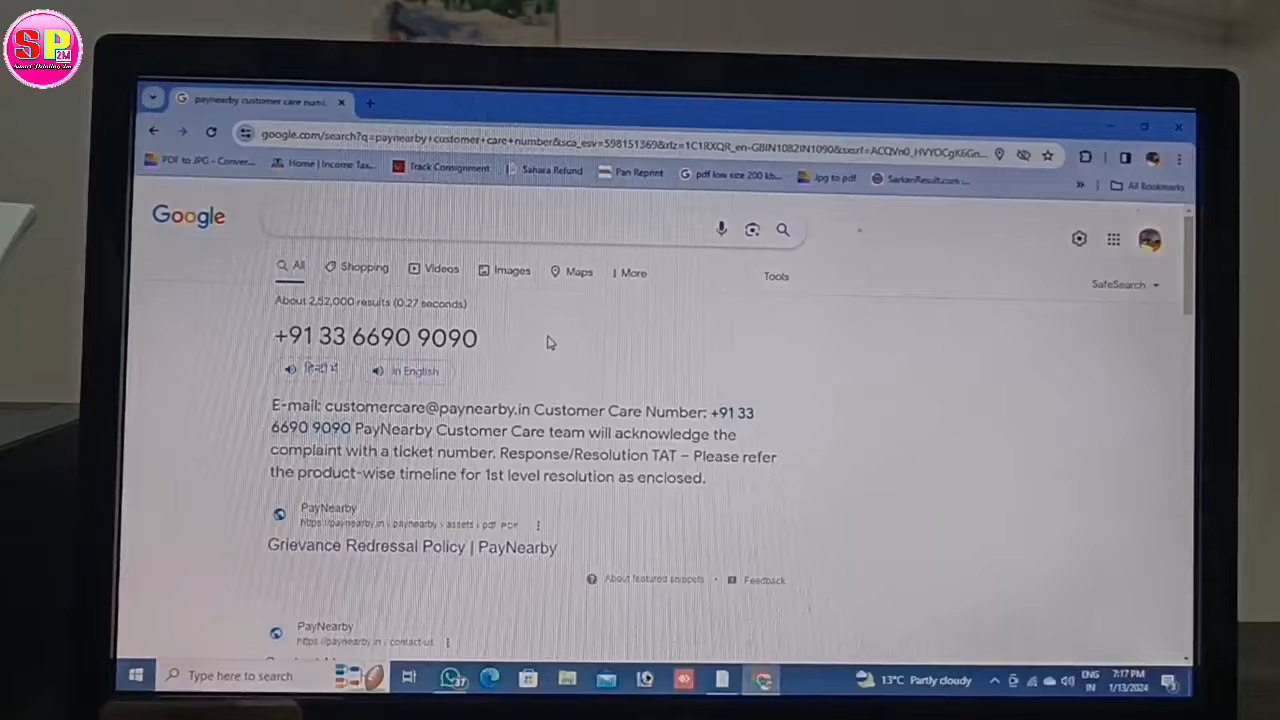 SP
2M
paynearby customer care num
google.com/search?q=paynearby+customer+care+number&sca_esv=598151369&rlz=1C1RXQR_en-GBIN1082IN1090&sxsrf=ACQVn0_HVYDCgK6Gn...
PDF to JPG - Conver... Home | Income Tax... Track Consignment Sahara Refund Pan Reprint pdf low size 200 kb... Jpg to pdf SarkariResult.com :... » All Bookmarks
Google
All Shopping Videos Images Maps More Tools
SafeSearch
About 2,52,000 results (0.27 seconds)
+91 33 6690 9090
हिन्दी में In English
E-mail: customercare@paynearby.in Customer Care Number: +91 33
6690 9090 PayNearby Customer Care team will acknowledge the
complaint with a ticket number. Response/Resolution TAT – Please refer
the product-wise timeline for 1st level resolution as enclosed.
PayNearby
https://paynearby.in › paynearby › assets › pdf PDF
Grievance Redressal Policy | PayNearby
About featured snippets • Feedback
PayNearby
https://paynearby.in › contact-us
Type here to search
37
13°C Partly cloudy
ENG 7:17 PM
IN 1/13/2024